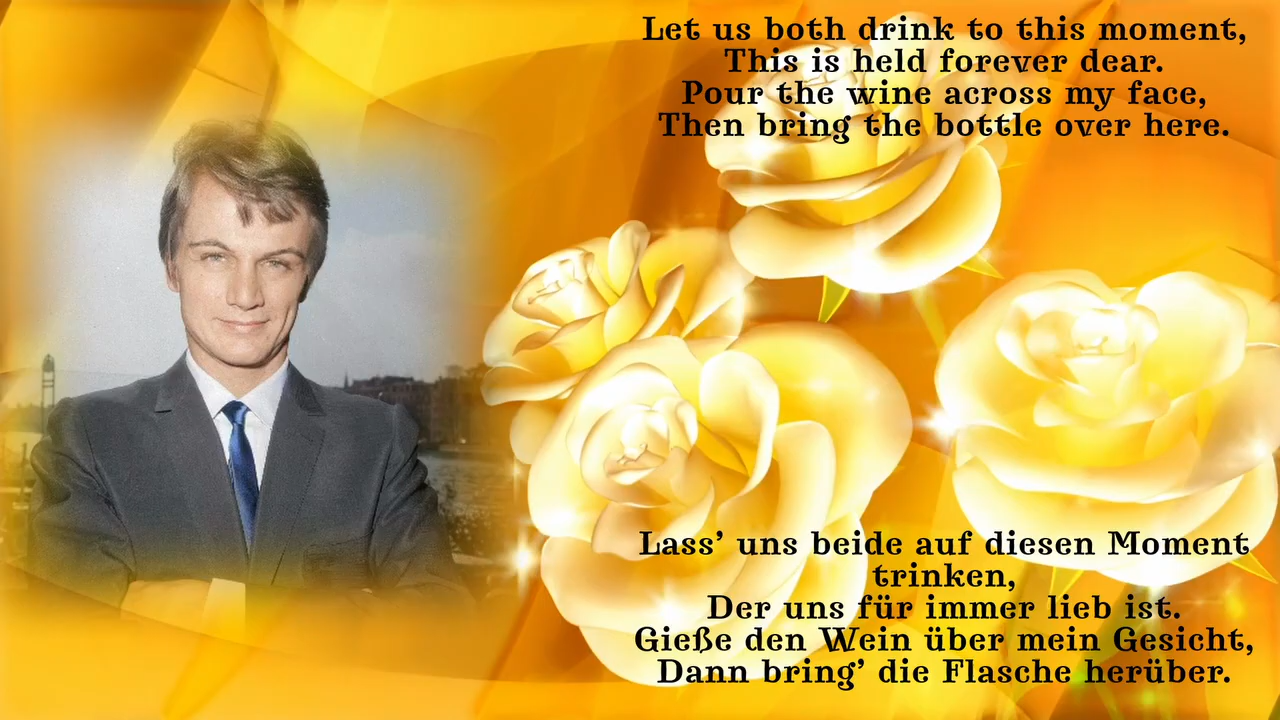 Let us both drink to this moment,
This is held forever dear.
Pour the wine across my face,
Then bring the bottle over here.
Lass’ uns beide auf diesen Moment
trinken,
Der uns für immer lieb ist.
Gieße den Wein über mein Gesicht,
Dann bring’ die Flasche herüber.